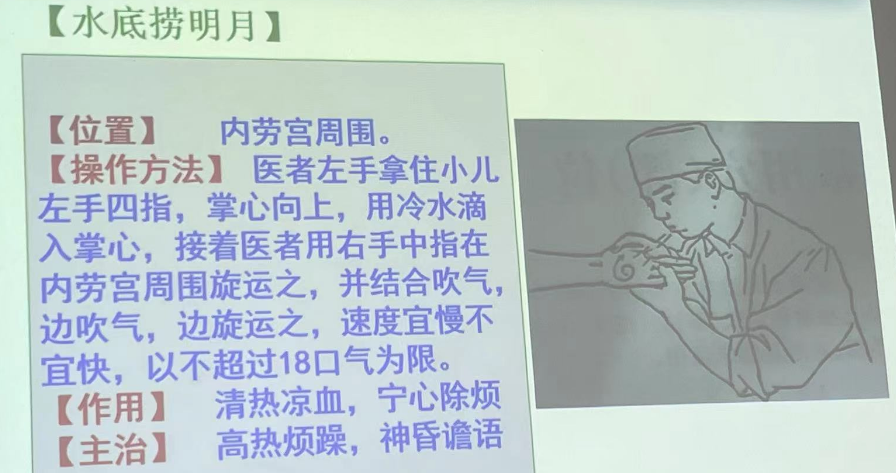 【水底捞明月】
【位置】 内劳宫周围。
【操作方法】 医者左手拿住小儿
左手四指，掌心向上，用冷水滴
入掌心，接着医者用右手中指在
内劳宫周围旋运之，并结合吹气，
边吹气，边旋运之，速度宜慢不
宜快，以不超过18口气为限。
【作用】 清热凉血，宁心除烦
【主治】 高热烦躁，神昏谵语